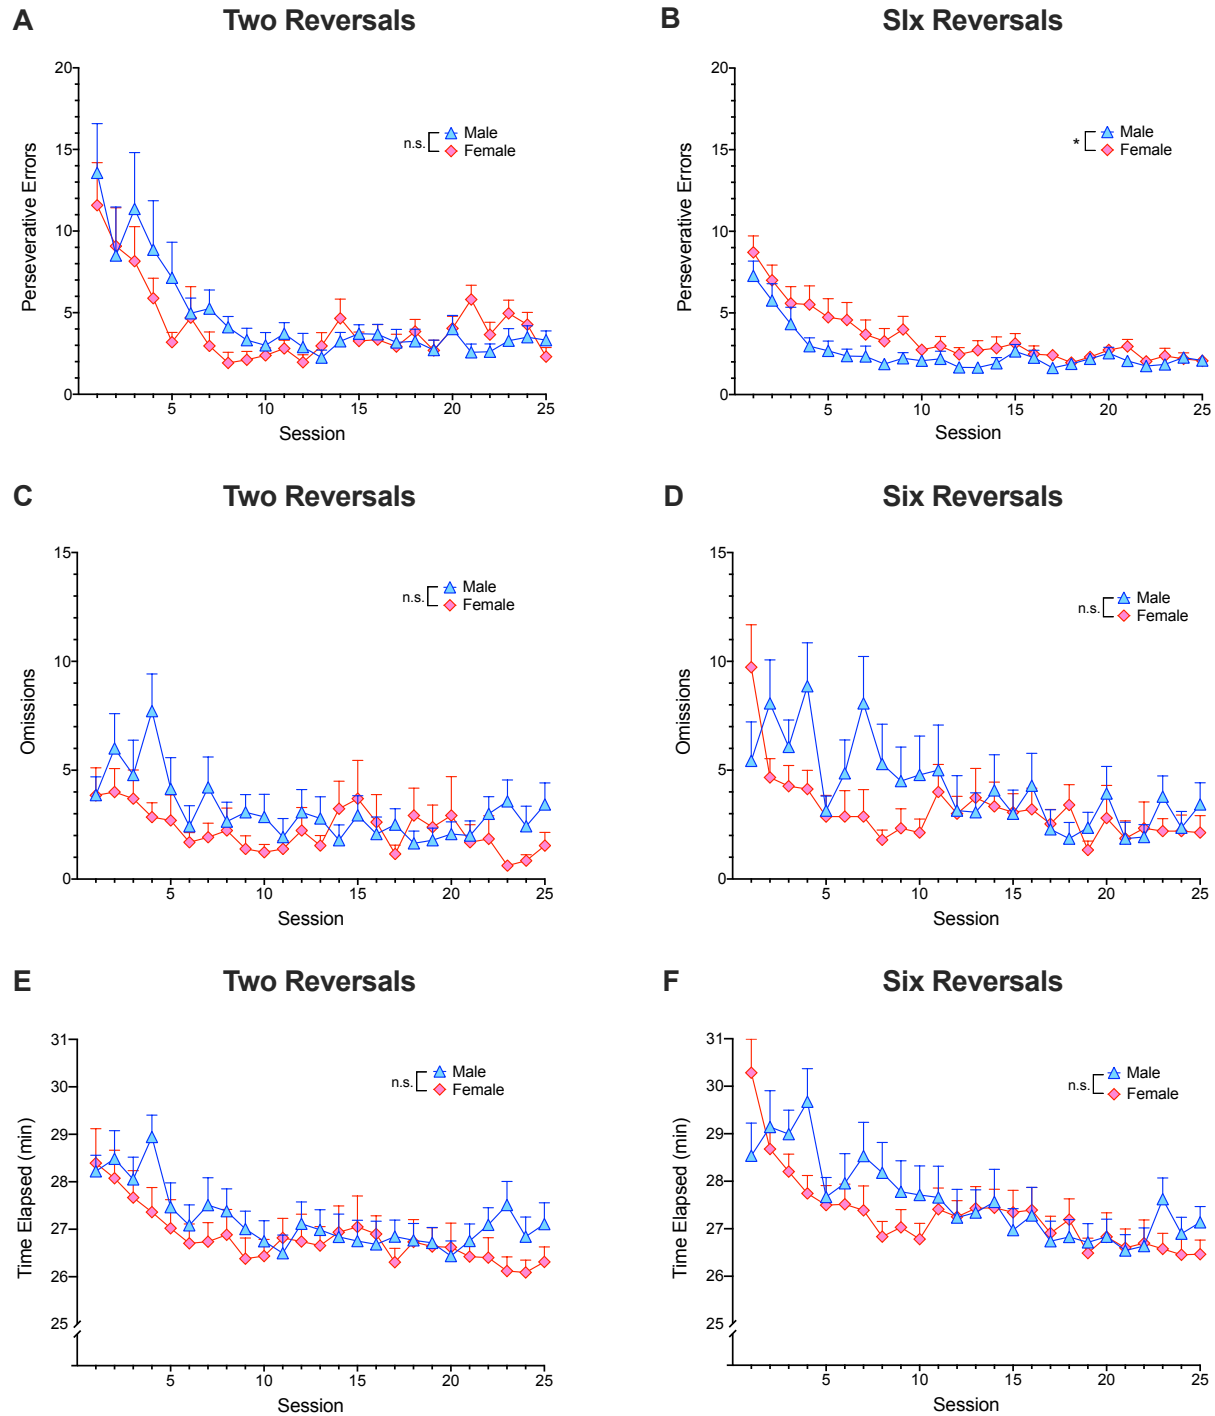 A Two Reversals
20
15
10
5
0
Perseverative Errors
n.s.
Male
Female
5 10 15 20 25
Session
B SIx Reversals
20
15
10
5
0
Perseverative Errors
*
Male
Female
5 10 15 20 25
Session
C Two Reversals
15
10
5
0
Omissions
n.s.
Male
Female
5 10 15 20 25
Session
D Six Reversals
15
10
5
0
Omissions
n.s.
Male
Female
5 10 15 20 25
Session
E Two Reversals
31
30
29
28
27
26
25
Time Elapsed (min)
n.s.
Male
Female
5 10 15 20 25
Session
F Six Reversals
31
30
29
28
27
26
25
Time Elapsed (min)
n.s.
Male
Female
5 10 15 20 25
Session